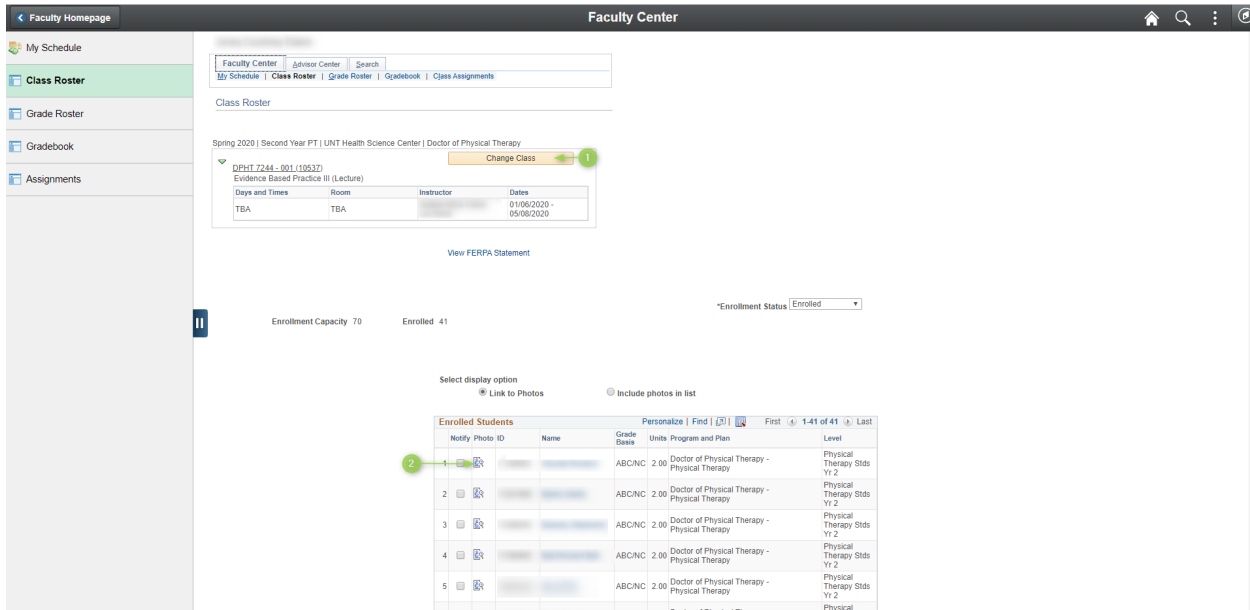 Faculty Homepage
Faculty Center
My Schedule
Class Roster
Grade Roster
Gradebook
Assignments
Faculty Center Advisor Center Search
My Schedule | Class Roster | Grade Roster | Gradebook | Class Assignments
Class Roster
Spring 2020 | Second Year PT | UNT Health Science Center | Doctor of Physical Therapy
Change Class 1
DPHT 7244 - 001 (10537)
Evidence Based Practice III (Lecture)
Days and Times Room Instructor Dates
TBA TBA 01/06/2020 -
05/08/2020
View FERPA Statement
*Enrollment Status Enrolled
Enrollment Capacity 70 Enrolled 41
Select display option
Link to Photos Include photos in list
Enrolled Students Personalize | Find | First 1-41 of 41 Last
Notify Photo ID Name Grade Basis Units Program and Plan Level
2
1 ABC/NC 2.00 Doctor of Physical Therapy - Physical Therapy Physical Therapy Stds Yr 2
2 ABC/NC 2.00 Doctor of Physical Therapy - Physical Therapy Physical Therapy Stds Yr 2
3 ABC/NC 2.00 Doctor of Physical Therapy - Physical Therapy Physical Therapy Stds Yr 2
4 ABC/NC 2.00 Doctor of Physical Therapy - Physical Therapy Physical Therapy Stds Yr 2
5 ABC/NC 2.00 Doctor of Physical Therapy - Physical Therapy Physical Therapy Stds Yr 2
Physical